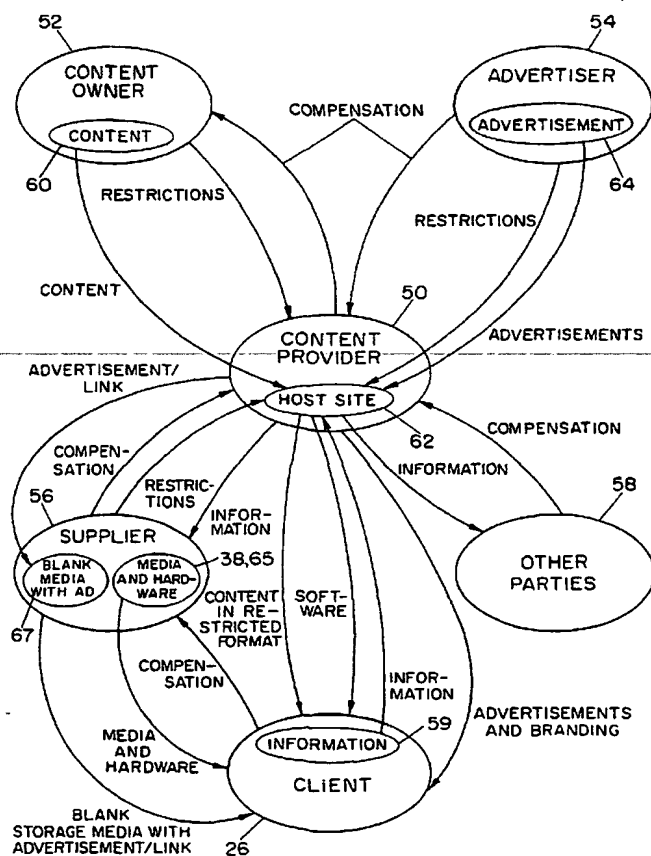 52
54
CONTENT
OWNER
CONTENT
60
ADVERTISER
ADVERTISEMENT
64
COMPENSATION
RESTRICTIONS
RESTRICTIONS
CONTENT
50
CONTENT
PROVIDER
HOST SITE
62
ADVERTISEMENTS
ADVERTISEMENT/
LINK
COMPEN-
SATION
RESTRIC-
TIONS
INFORMATION
COMPENSATION
INFORMATION
56
SUPPLIER
BLANK
MEDIA
WITH AD
67
MEDIA
AND HARD-
WARE
38,65
58
OTHER
PARTIES
CONTENT
IN RE-
STRICTED
FORMAT
SOFT-
WARE
COMPEN-
SATION
INFOR-
MATION
ADVERTISEMENTS
AND BRANDING
MEDIA
AND
HARDWARE
INFORMATION
59
CLIENT
26
BLANK
STORAGE MEDIA WITH
ADVERTISEMENT/LINK